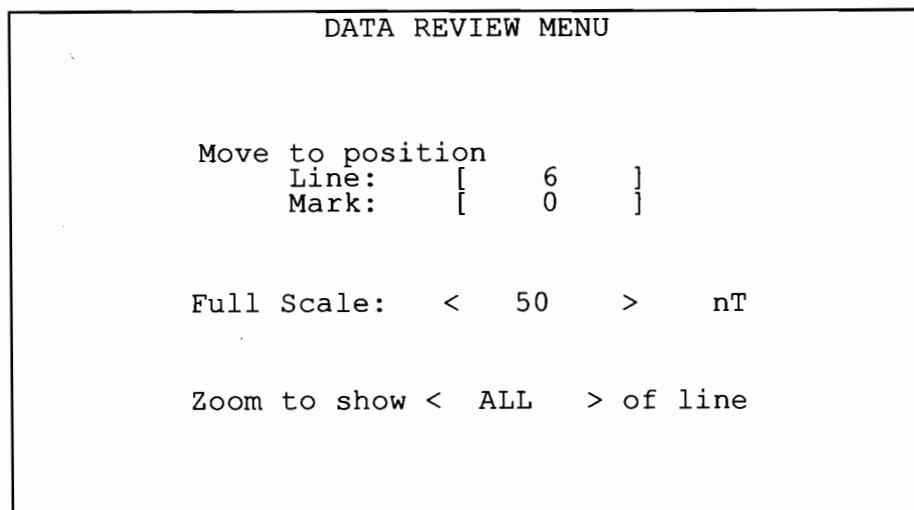 DATA REVIEW MENU
Move to position
Line: [ 6 ]
Mark: [ 0 ]
Full Scale: < 50 > nT
Zoom to show < ALL > of line